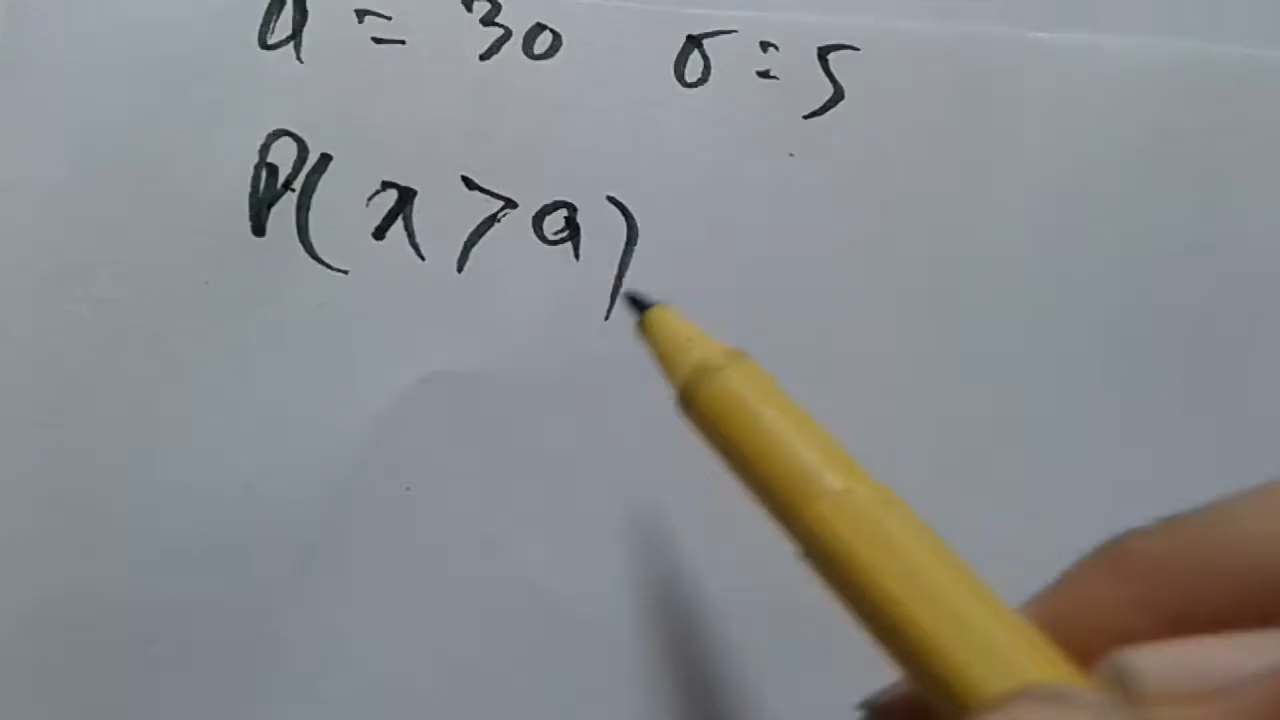 = 30 σ = 5
P(x > a)